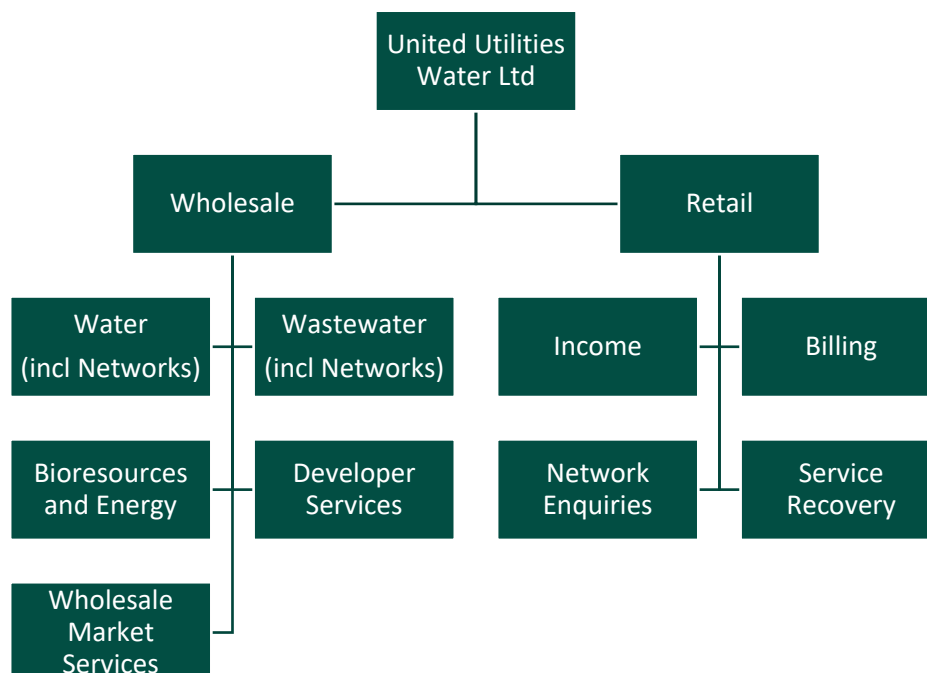 United Utilities
Water Ltd
Wholesale
Retail
Water
(incl Networks)
Wastewater
(incl Networks)
Income
Billing
Bioresources
and Energy
Developer
Services
Network
Enquiries
Service
Recovery
Wholesale
Market
Services